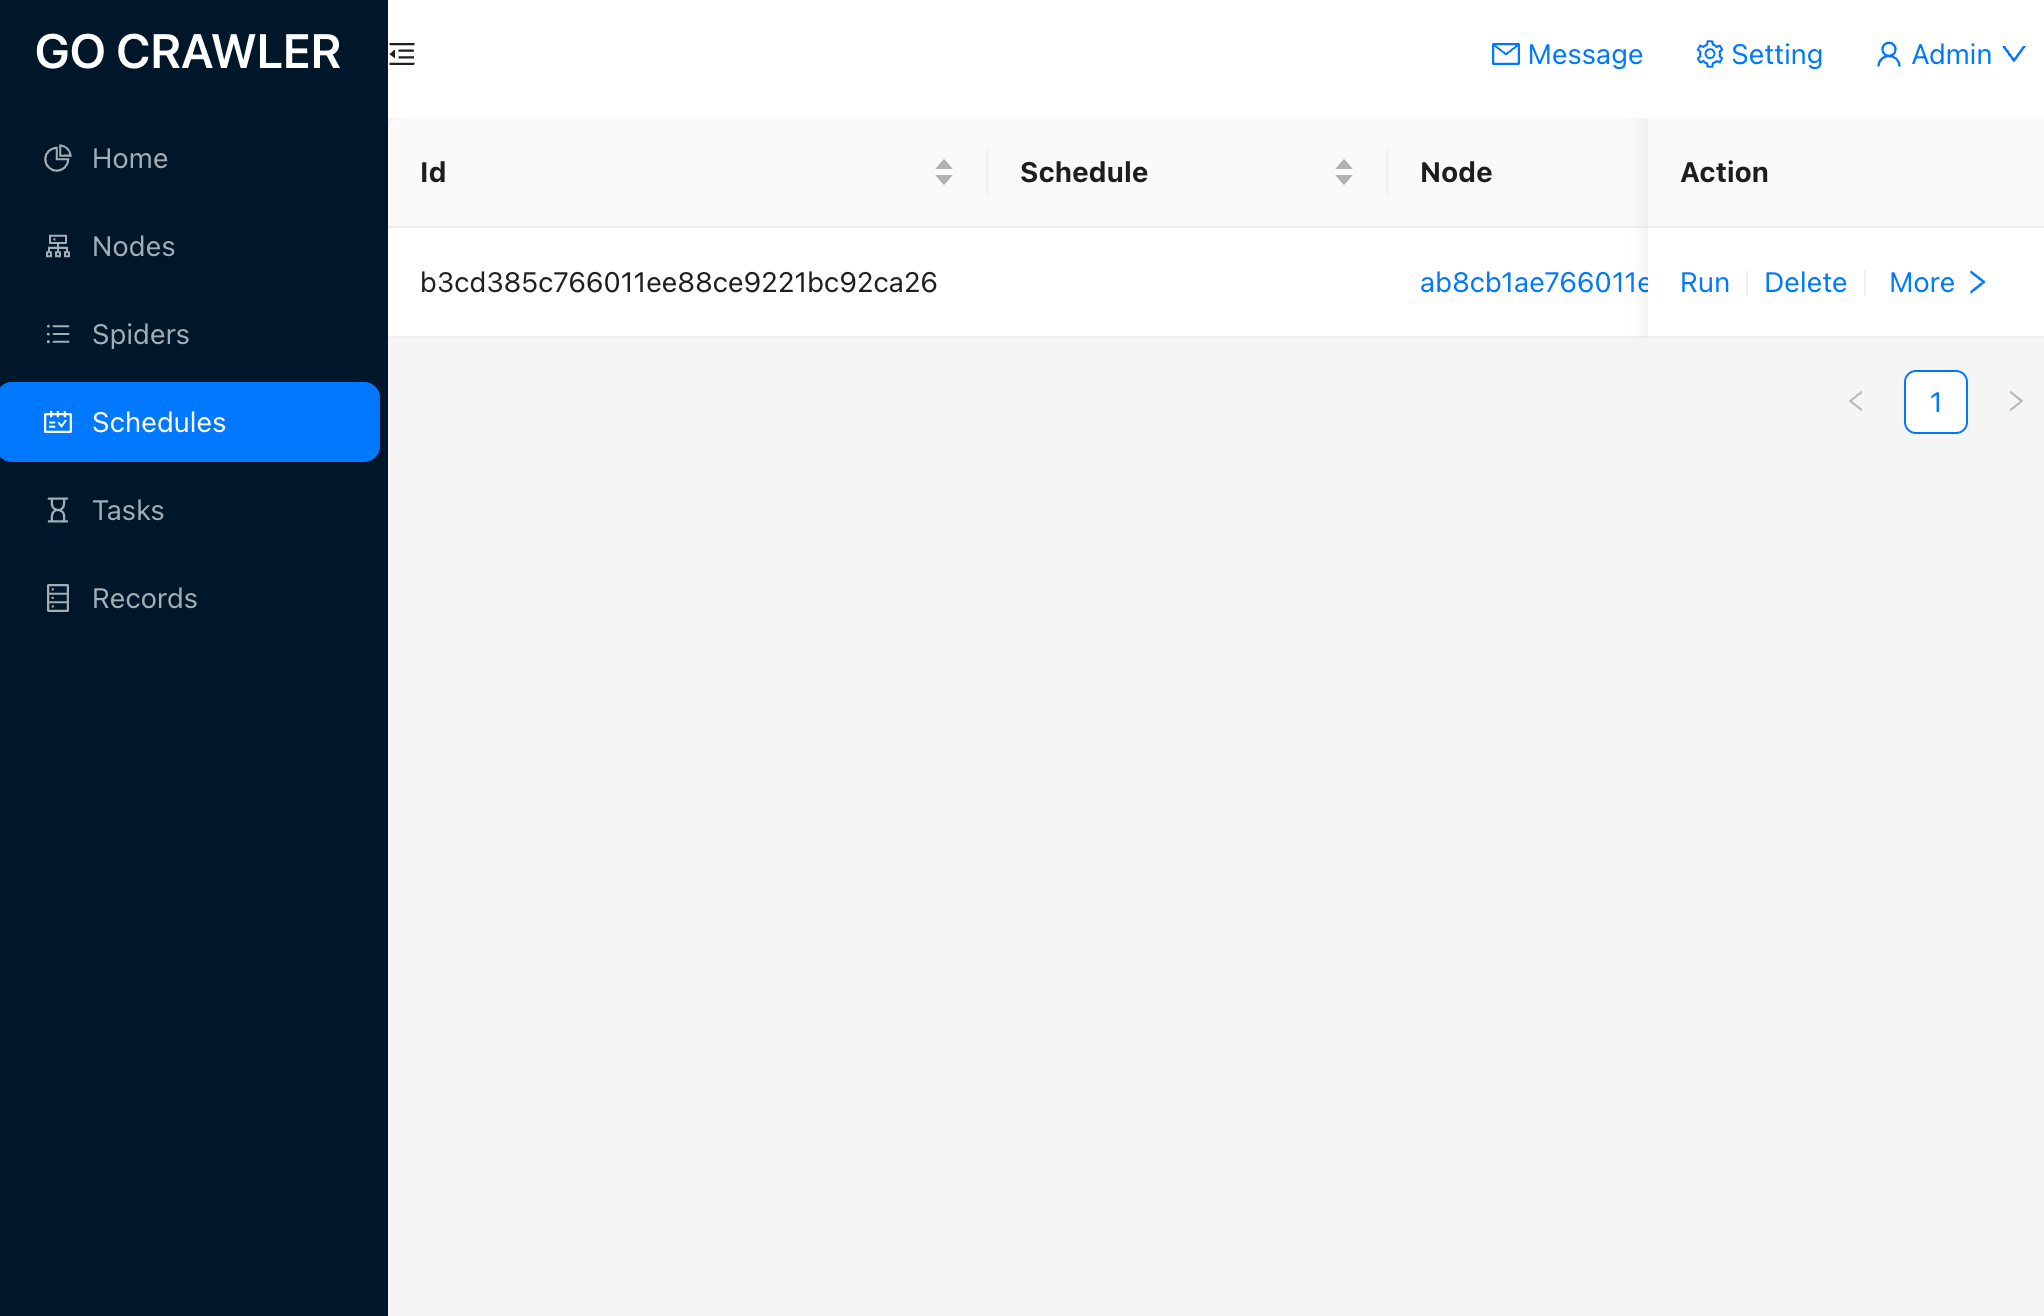 GO CRAWLER
Message Setting Admin
Home
Nodes
Spiders
Schedules
Tasks
Records
Id Schedule Node Action
b3cd385c766011ee88ce9221bc92ca26 ab8cb1ae766011e Run Delete More
1